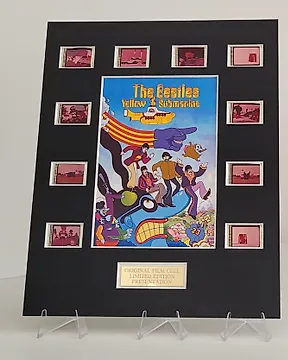 The Beatles
Yellow Submarine
ORIGINAL FILM CELL
LIMITED EDITION
PRESENTATION